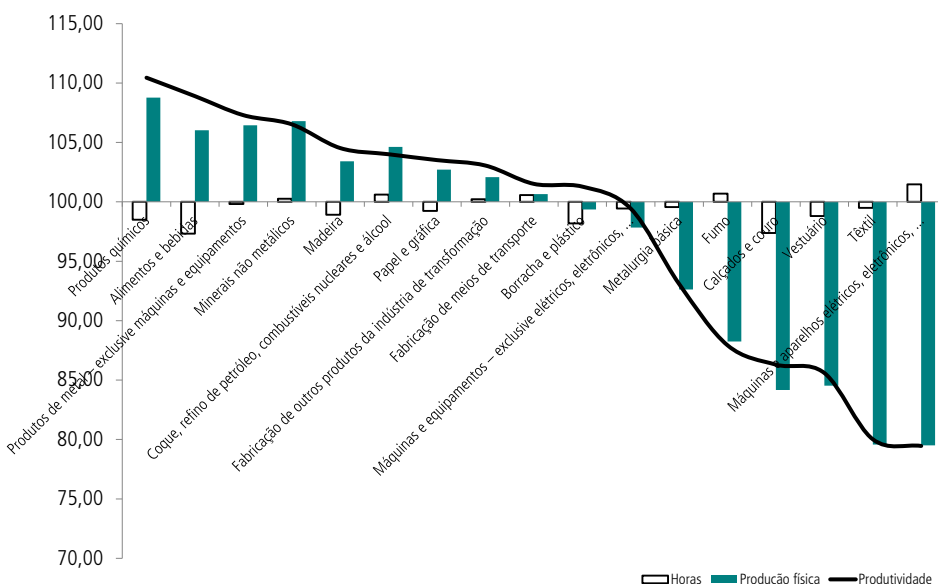 115,00
110,00
105,00
100,00
95,00
90,00
85,00
80,00
75,00
70,00
Produtos químicos
Alimentos e bebidas
Produtos de metal – exclusive máquinas e equipamentos
Minerais não metálicos
Madeira
Coque, refino de petróleo, combustíveis nucleares e álcool
Papel e gráfica
Fabricação de outros produtos da indústria de transformação
Fabricação de meios de transporte
Borracha e plástico
Máquinas e equipamentos – exclusive elétricos, eletrônicos, ...
Metalurgia básica
Fumo
Calçados e couro
Vestuário
Têxtil
Máquinas e aparelhos elétricos, eletrônicos, ...
Horas
Produção física
Produtividade